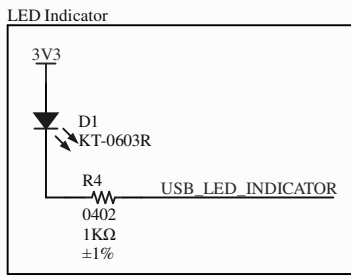 LED Indicator
3V3
D1
KT-0603R
R4
USB_LED_INDICATOR
0402
1KΩ
±1%